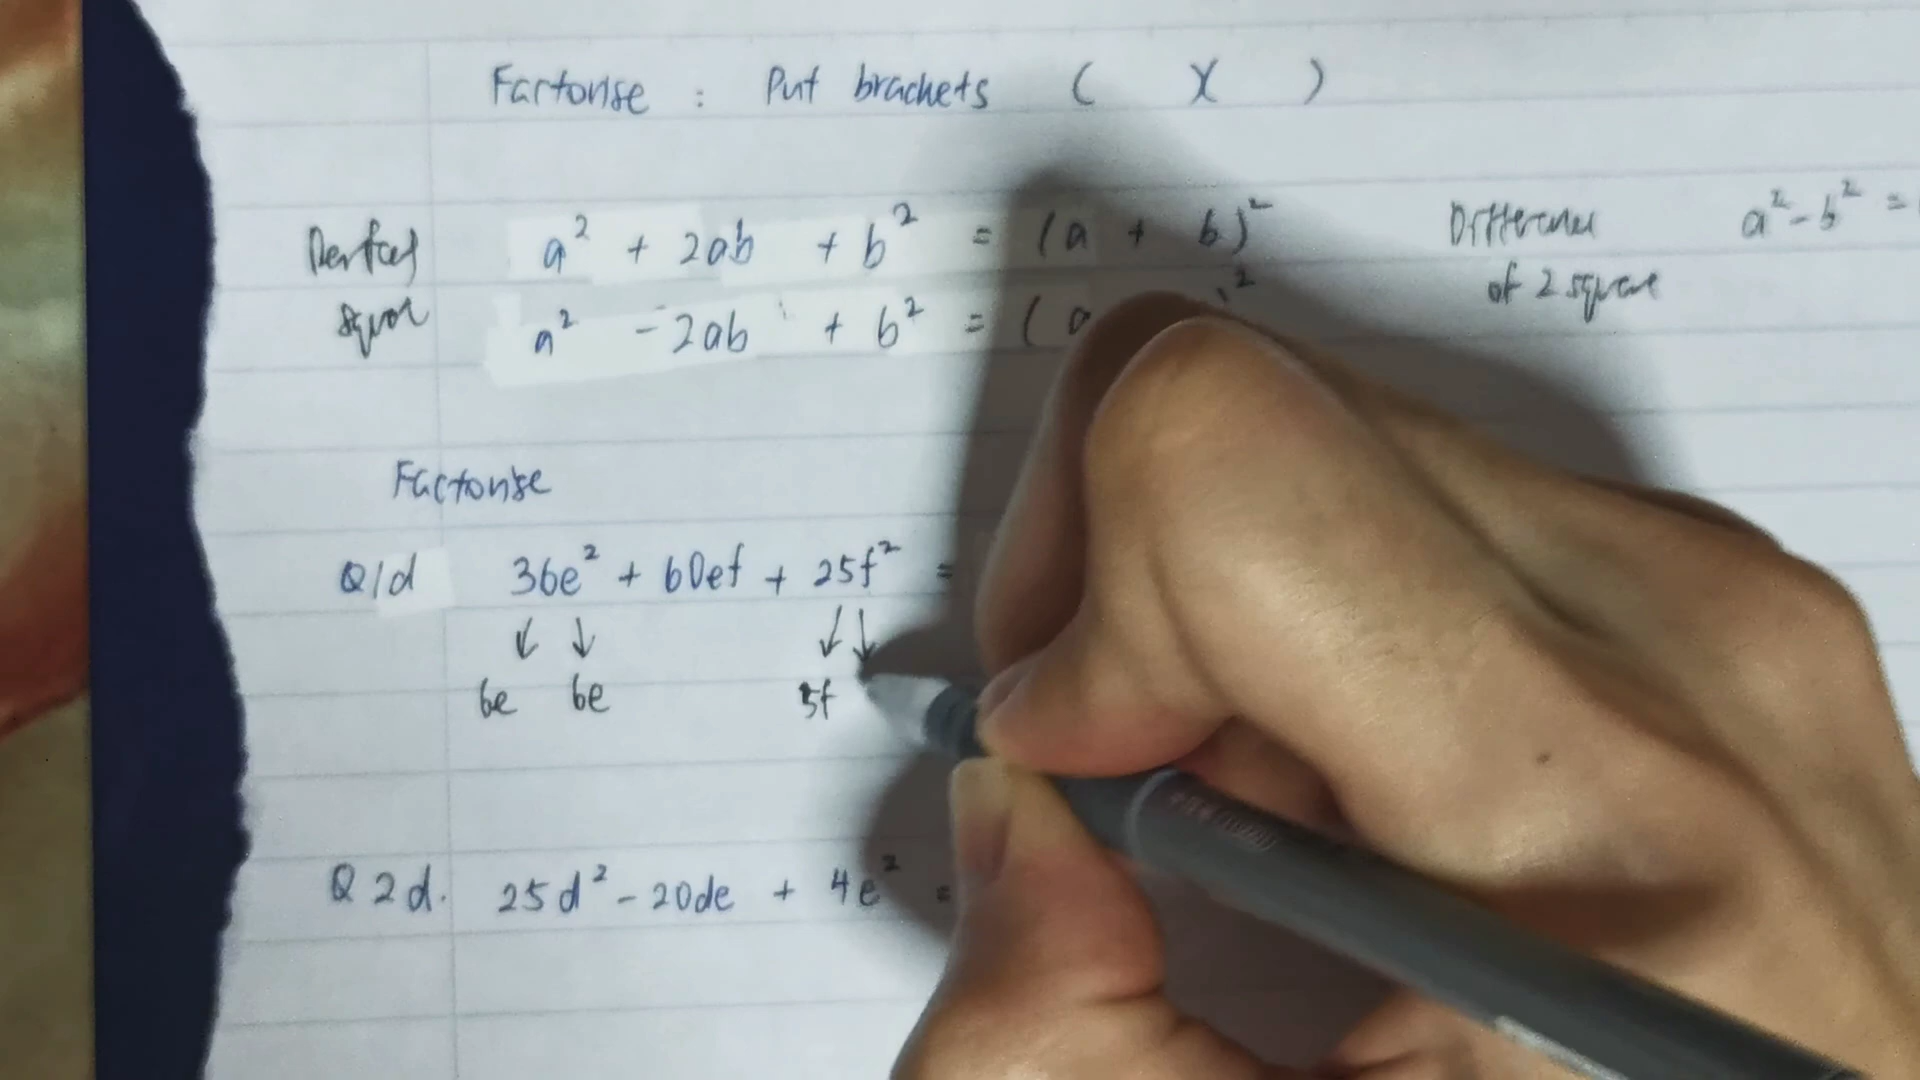 Factorise : Put brackets ( X )
Perfect a² + 2ab + b² = (a + b)² Difference a² - b² =
Square a² - 2ab + b² = (a ² of 2 square
Factorise
Q1d 36e² + 60ef + 25f² =
6e 6e 5f
Q2d. 25d² - 20de + 4e² =